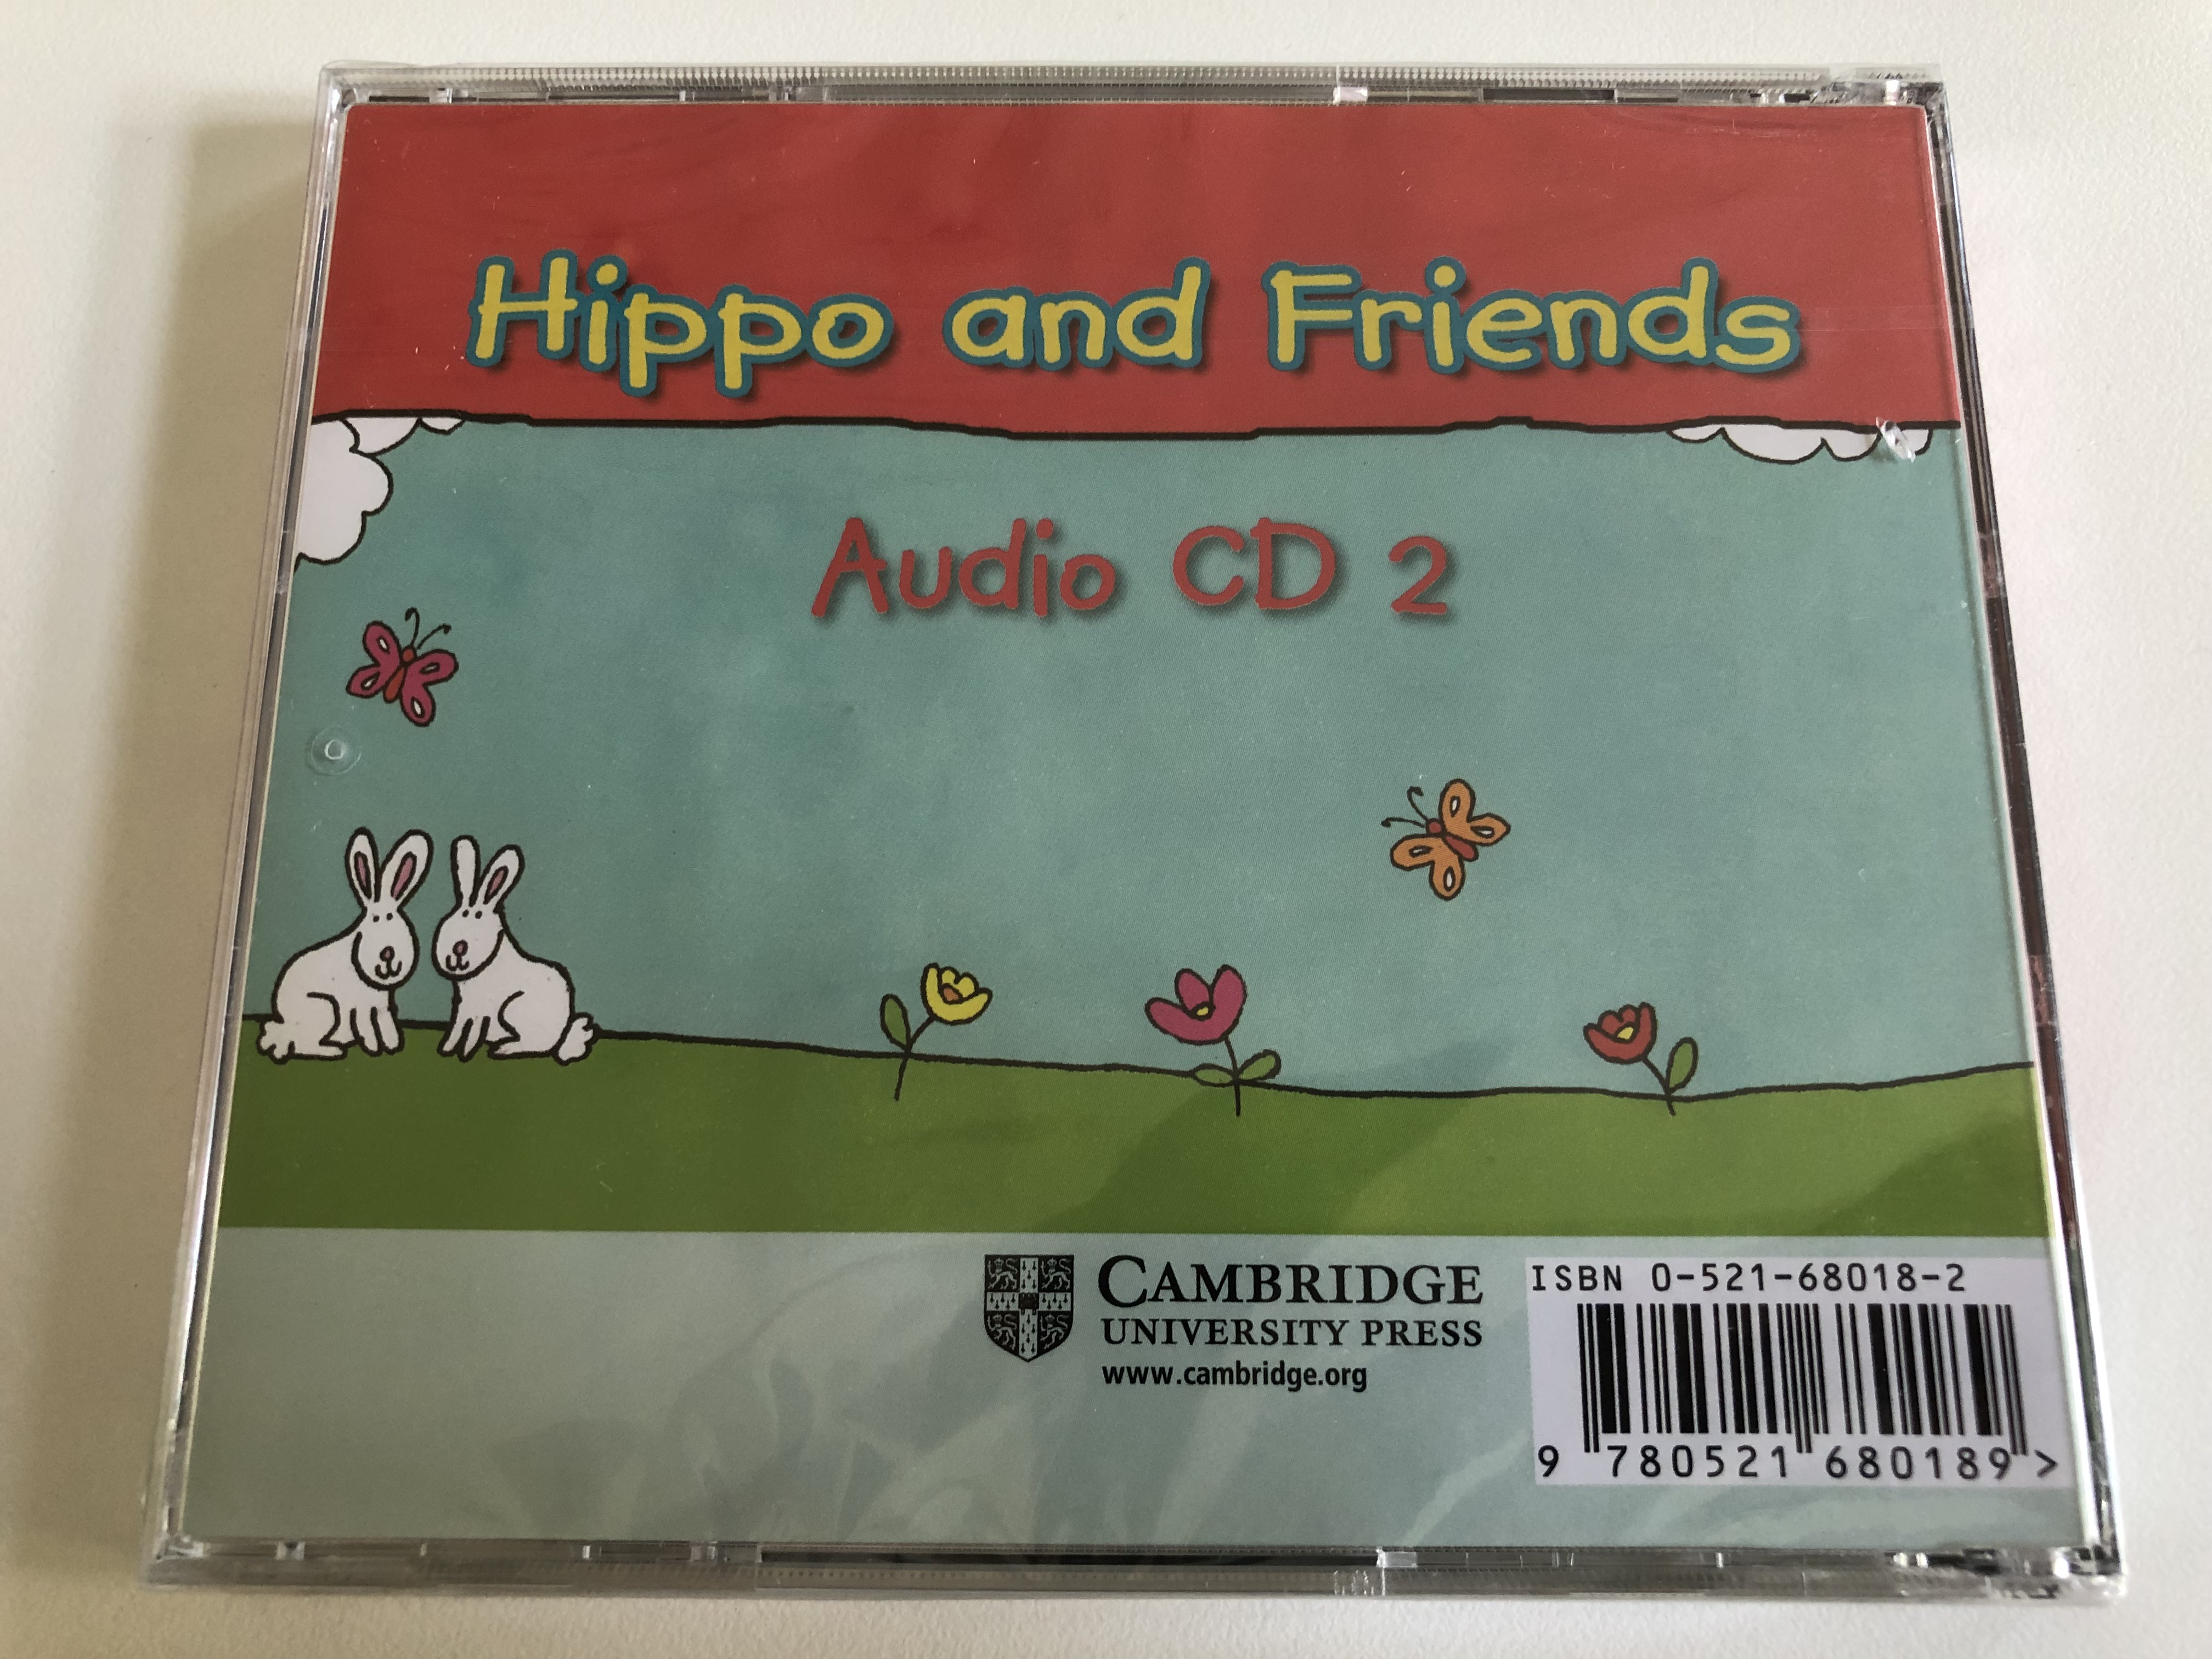 Hippo and Friends
Audio CD 2
CAMBRIDGE
UNIVERSITY PRESS
www.cambridge.org
ISBN 0-521-68018-2
9 780521 680189 >